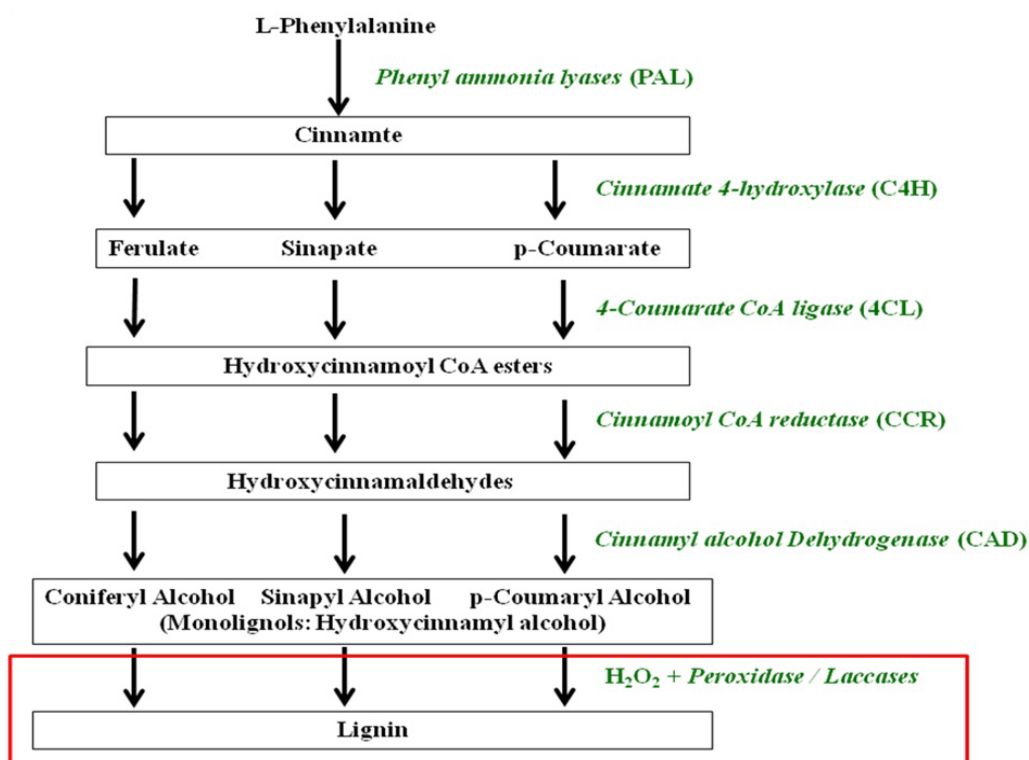 L-Phenylalanine
Phenyl ammonia lyases (PAL)
Cinnamte
Cinnamate 4-hydroxylase (C4H)
Ferulate Sinapate p-Coumarate
4-Coumarate CoA ligase (4CL)
Hydroxycinnamoyl CoA esters
Cinnamoyl CoA reductase (CCR)
Hydroxycinnamaldehydes
Cinnamyl alcohol Dehydrogenase (CAD)
Coniferyl Alcohol Sinapyl Alcohol p-Coumaryl Alcohol
(Monolignols: Hydroxycinnamyl alcohol)
H₂O₂ + Peroxidase / Laccases
Lignin